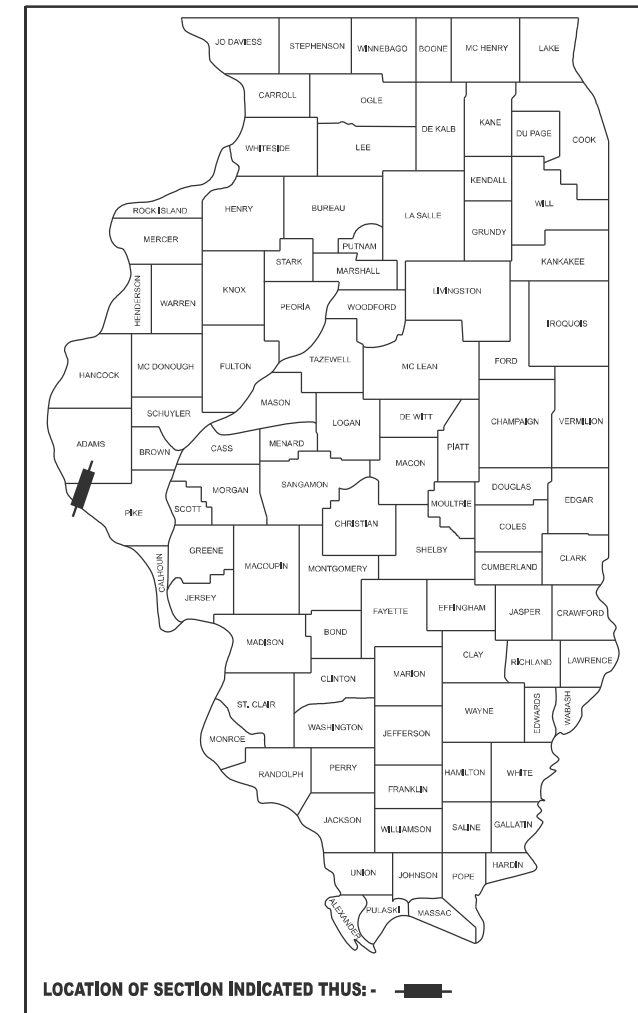 JO DAVIESS
STEPHENSON
WINNEBAGO
BOONE
MC HENRY
LAKE
CARROLL
OGLE
DE KALB
KANE
DU PAGE
COOK
WHITESIDE
LEE
KENDALL
WILL
ROCK ISLAND
HENRY
BUREAU
LA SALLE
GRUNDY
MERCER
PUTNAM
KANKAKEE
STARK
MARSHALL
HENDERSON
WARREN
KNOX
PEORIA
WOODFORD
LIVINGSTON
IROQUOIS
HANCOCK
MC DONOUGH
FULTON
TAZEWELL
MC LEAN
FORD
MASON
SCHUYLER
LOGAN
DE WITT
CHAMPAIGN
VERMILION
ADAMS
BROWN
CASS
MENARD
PIATT
MACON
MORGAN
SANGAMON
DOUGLAS
EDGAR
PIKE
SCOTT
CHRISTIAN
MOULTRIE
COLES
SHELBY
GREENE
MACOUPIN
MONTGOMERY
CUMBERLAND
CLARK
CALHOUN
JERSEY
FAYETTE
EFFINGHAM
JASPER
CRAWFORD
MADISON
BOND
CLAY
RICHLAND
LAWRENCE
CLINTON
MARION
ST. CLAIR
WAYNE
EDWARDS
WABASH
WASHINGTON
JEFFERSON
MONROE
RANDOLPH
PERRY
HAMILTON
WHITE
FRANKLIN
JACKSON
WILLIAMSON
SALINE
GALLATIN
HARDIN
UNION
JOHNSON
POPE
ALEXANDER
PULASKI
MASSAC
LOCATION OF SECTION INDICATED THUS: -